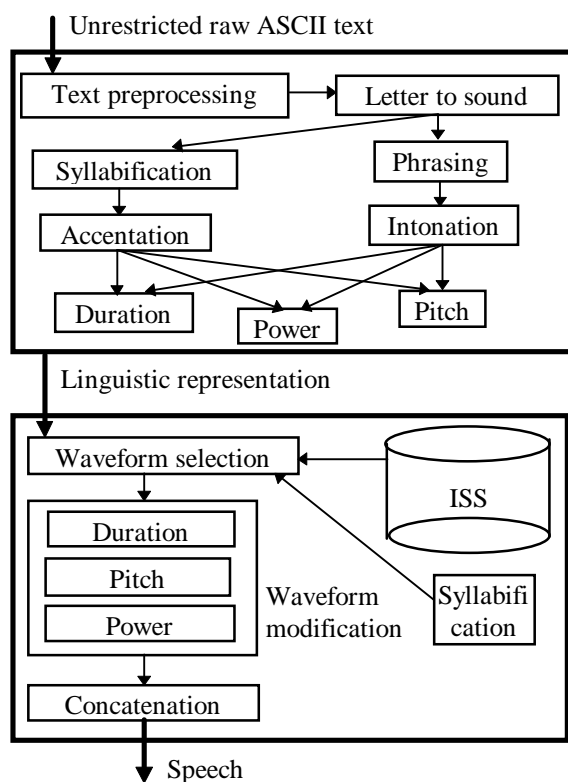 Unrestricted raw ASCII text
Text preprocessing
Letter to sound
Syllabification
Phrasing
Accentation
Intonation
Duration
Power
Pitch
Linguistic representation
Waveform selection
ISS
Duration
Pitch
Power
Waveform
modification
Syllabifi
cation
Concatenation
Speech